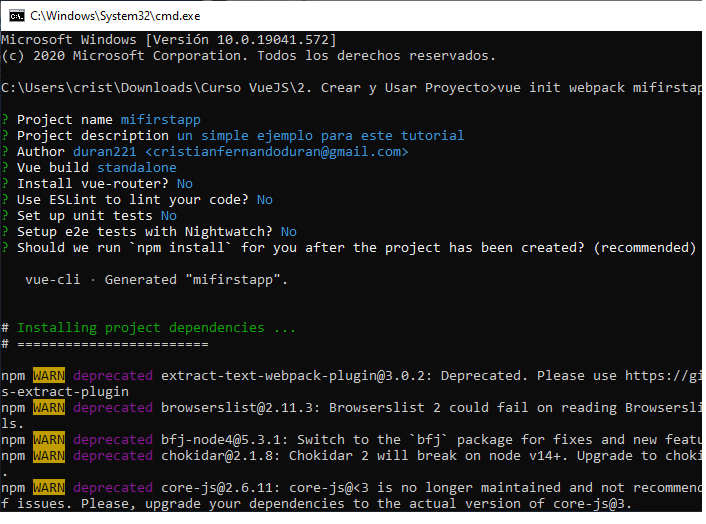 C:\Windows\System32\cmd.exe
Microsoft Windows [Versión 10.0.19041.572]
(c) 2020 Microsoft Corporation. Todos los derechos reservados.
C:\Users\crist\Downloads\Curso VueJS\2. Crear y Usar Proyecto>vue init webpack mifirstap
? Project name mifirstapp
? Project description un simple ejemplo para este tutorial
? Author duran221 <cristianfernandoduran@gmail.com>
? Vue build standalone
? Install vue-router? No
? Use ESLint to lint your code? No
? Set up unit tests No
? Setup e2e tests with Nightwatch? No
? Should we run `npm install` for you after the project has been created? (recommended)
vue-cli · Generated "mifirstapp".
# Installing project dependencies ...
# ========================
npm WARN deprecated extract-text-webpack-plugin@3.0.2: Deprecated. Please use https://gi
s-extract-plugin
npm WARN deprecated browserslist@2.11.3: Browserslist 2 could fail on reading Browsersli
ls.
npm WARN deprecated bfj-node4@5.3.1: Switch to the `bfj` package for fixes and new featu
npm WARN deprecated chokidar@2.1.8: Chokidar 2 will break on node v14+. Upgrade to choki
.
npm WARN deprecated core-js@2.6.11: core-js@<3 is no longer maintained and not recommend
f issues. Please, upgrade your dependencies to the actual version of core-js@3.